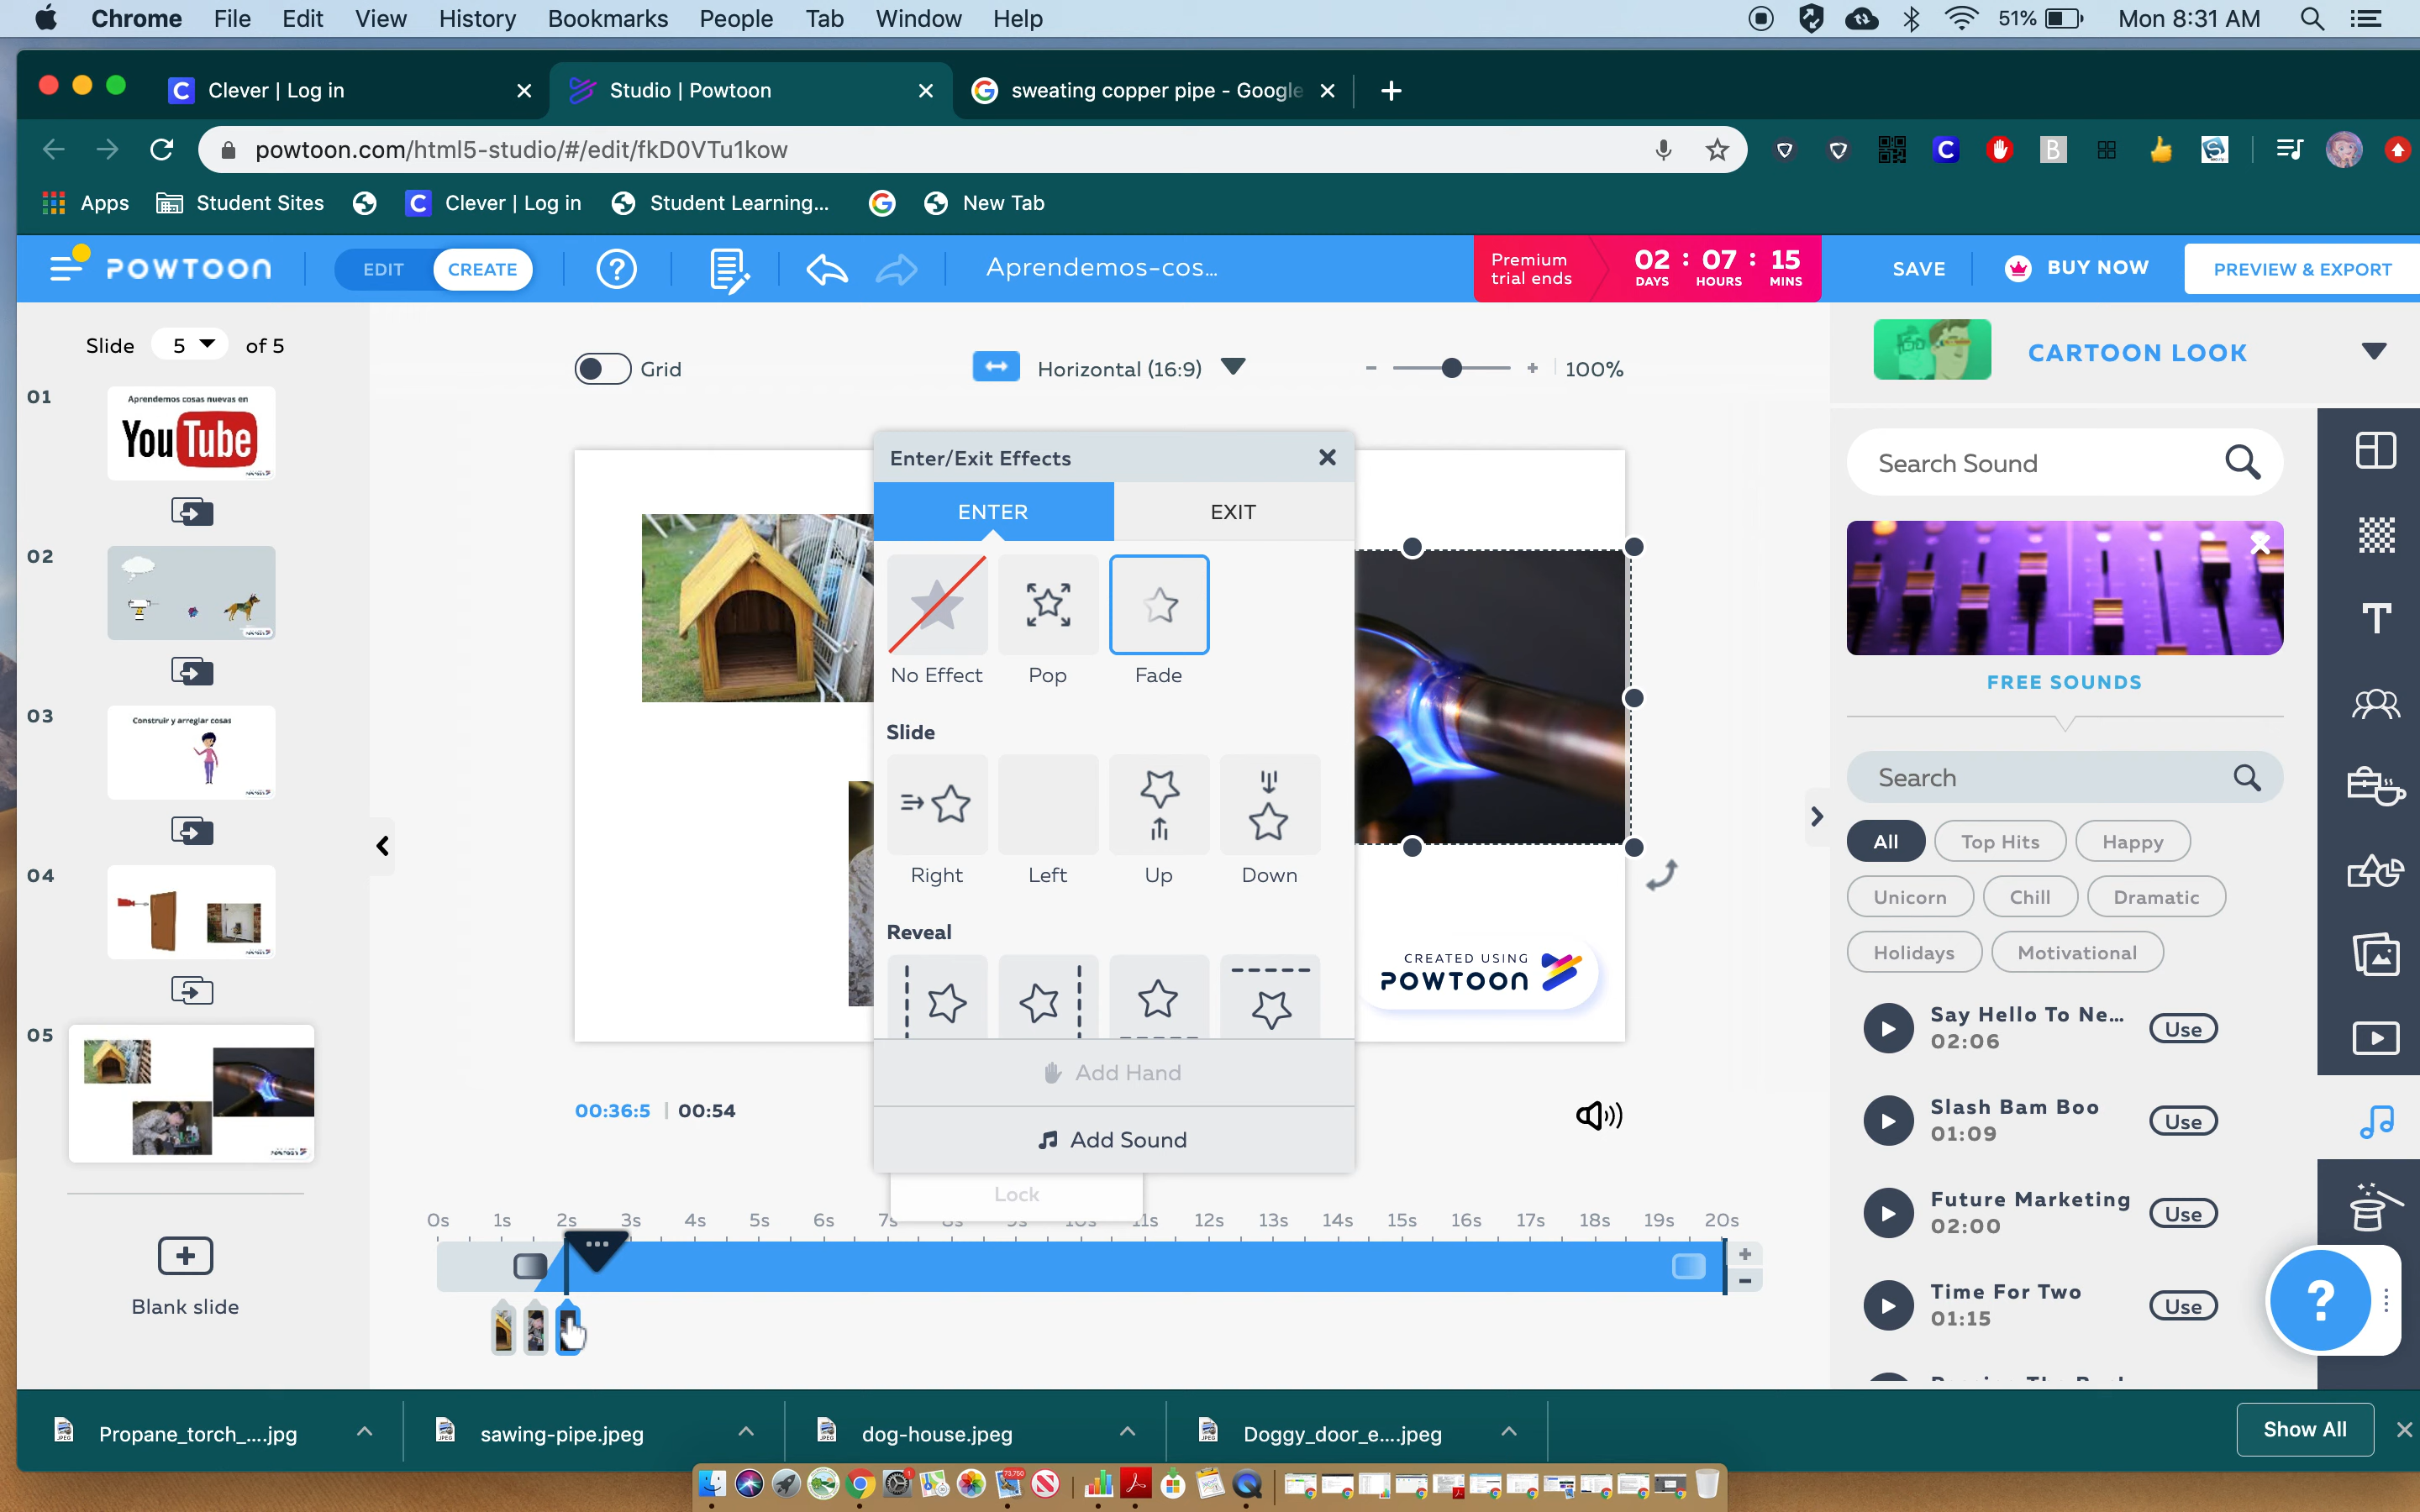 Chrome File Edit View History Bookmarks People Tab Window Help 51% Mon 8:31 AM
Clever | Log in Studio | Powtoon sweating copper pipe - Google
powtoon.com/html5-studio/#/edit/fkD0VTu1kow
Apps Student Sites Clever | Log in Student Learning... New Tab
POWTOON EDIT CREATE Aprendemos-cos... Premium trial ends 02 : 07 : 15 DAYS HOURS MINS SAVE BUY NOW PREVIEW & EXPORT
Slide 5 of 5
Grid Horizontal (16:9) 100%
CARTOON LOOK
01
Aprendemos cosas nuevas en
YouTube
02
03
Construir y arreglar cosas
04
05
Blank slide
Enter/Exit Effects
ENTER EXIT
No Effect Pop Fade
Slide
Right Left Up Down
Reveal
Add Hand
Add Sound
Lock
CREATED USING
POWTOON
00:36:5 | 00:54
0s 1s 2s 3s 4s 5s 6s 7s 8s 9s 10s 11s 12s 13s 14s 15s 16s 17s 18s 19s 20s
Search Sound
FREE SOUNDS
Search
All Top Hits Happy
Unicorn Chill Dramatic
Holidays Motivational
Say Hello To Ne...
02:06
Use
Slash Bam Boo
01:09
Use
Future Marketing
02:00
Use
Time For Two
01:15
Use
?
Propane_torch_....jpg sawing-pipe.jpeg dog-house.jpeg Doggy_door_e....jpeg Show All